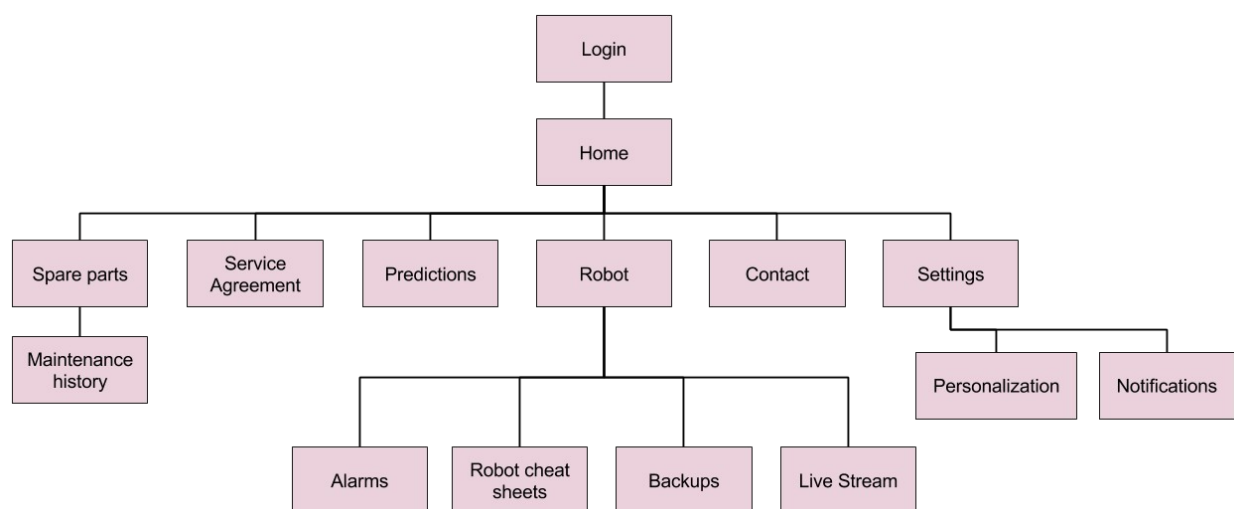 Login
Home
Spare parts
Service
Agreement
Predictions
Robot
Contact
Settings
Maintenance
history
Personalization
Notifications
Alarms
Robot cheat
sheets
Backups
Live Stream